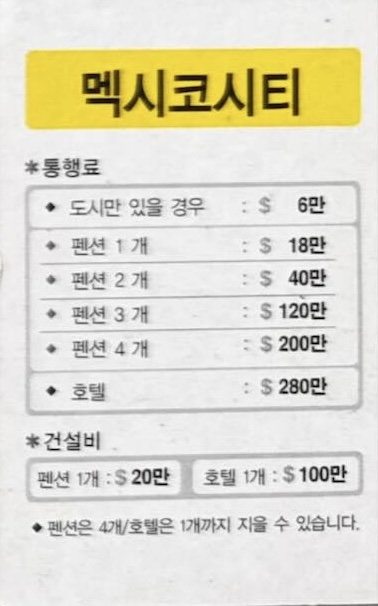 멕시코시티
*통행료
◆ 도시만 있을 경우 : $ 6만
◆ 펜션 1 개 : $ 18만
◆ 펜션 2 개 : $ 40만
◆ 펜션 3 개 : $ 120만
◆ 펜션 4 개 : $ 200만
◆ 호텔 : $ 280만
*건설비
펜션 1개 : $ 20만 호텔 1개 : $ 100만
◆ 펜션은 4개/호텔은 1개까지 지을 수 있습니다.